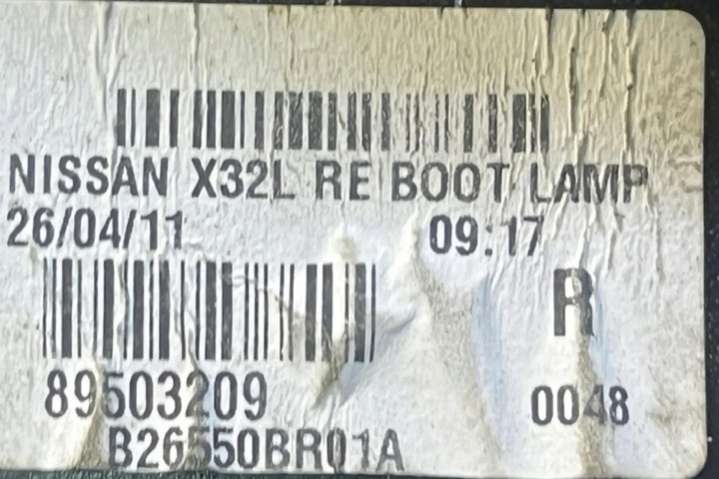 NISSAN X32L RE BOOT LAMP
26/04/11 09:17
R
89503209 0048
B26550BR01A